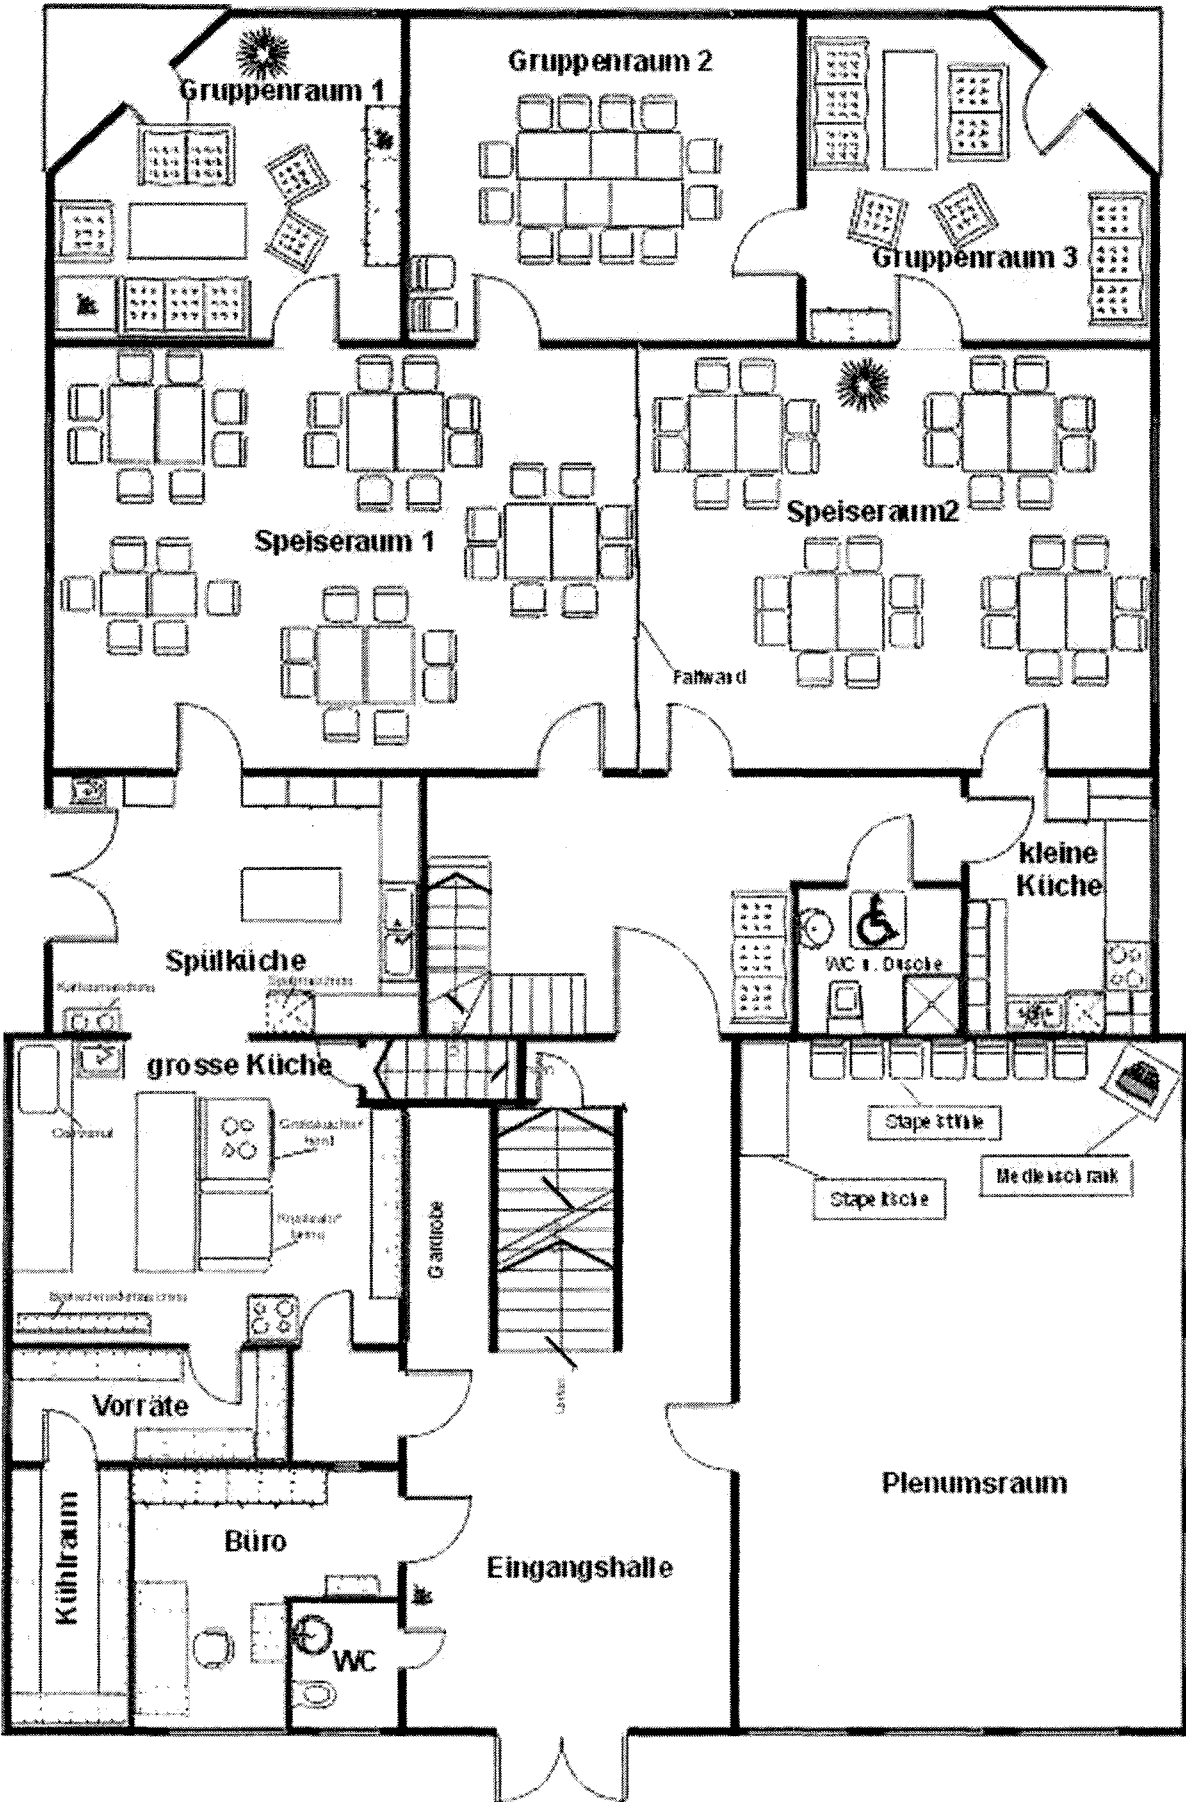 Gruppenraum 1
Gruppenraum 2
Gruppenraum 3
Speiseraum 1
Speiseraum2
Faltwand
kleine
Küche
Spülküche
WC u. Dusche
grosse Küche
Stapelstühle
Medienschrank
Stapeltische
Gardrobe
Vorräte
Kühlraum
Büro
WC
Eingangshalle
Plenumsraum